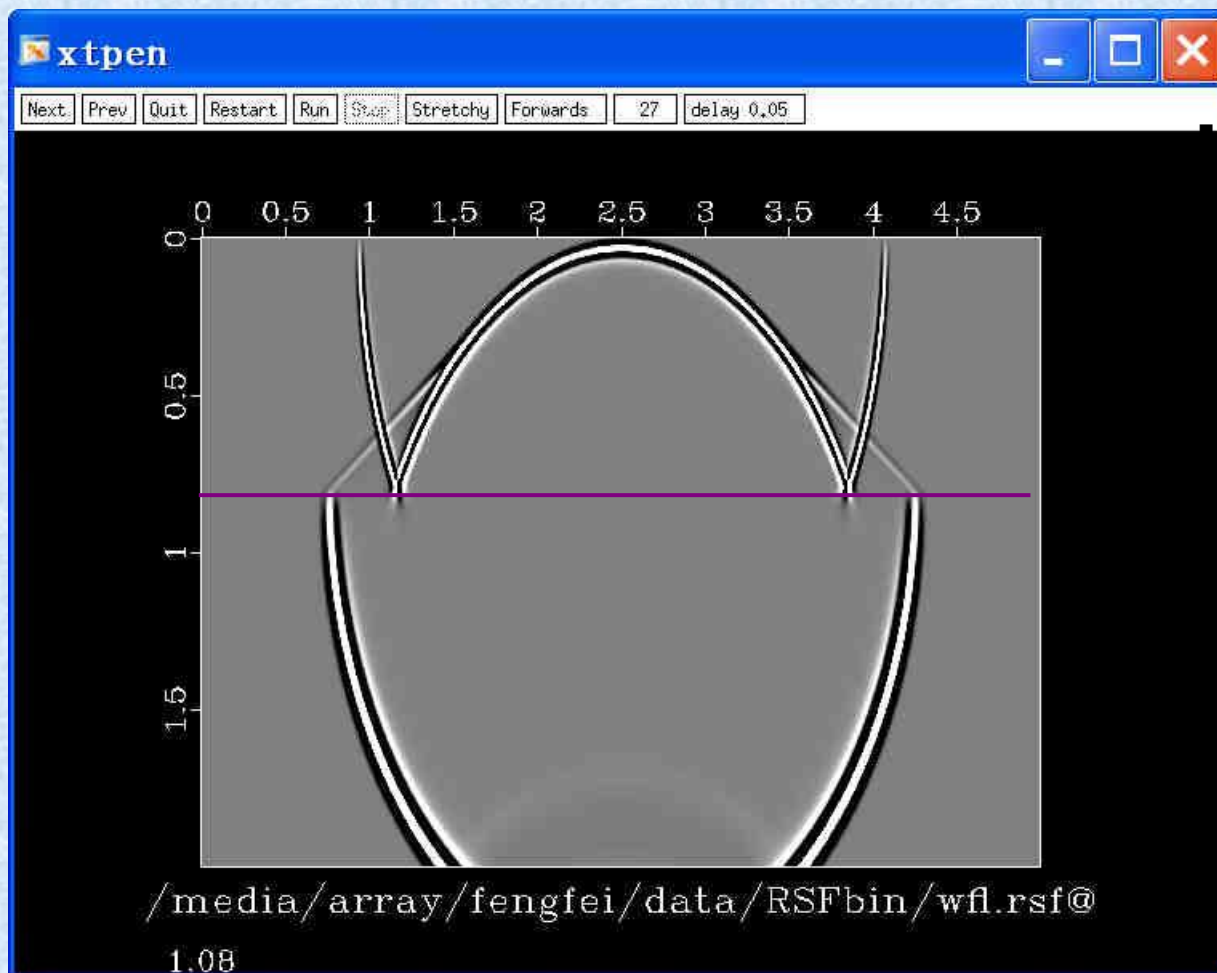 xtpen
Next Prev Quit Restart Run Stop Stretchy Forwards 27 delay 0.05
0 0.5 1 1.5 2 2.5 3 3.5 4 4.5
0
0.5
1
1.5
/media/array/fengfei/data/RSFbin/wfl.rsf@
1.08